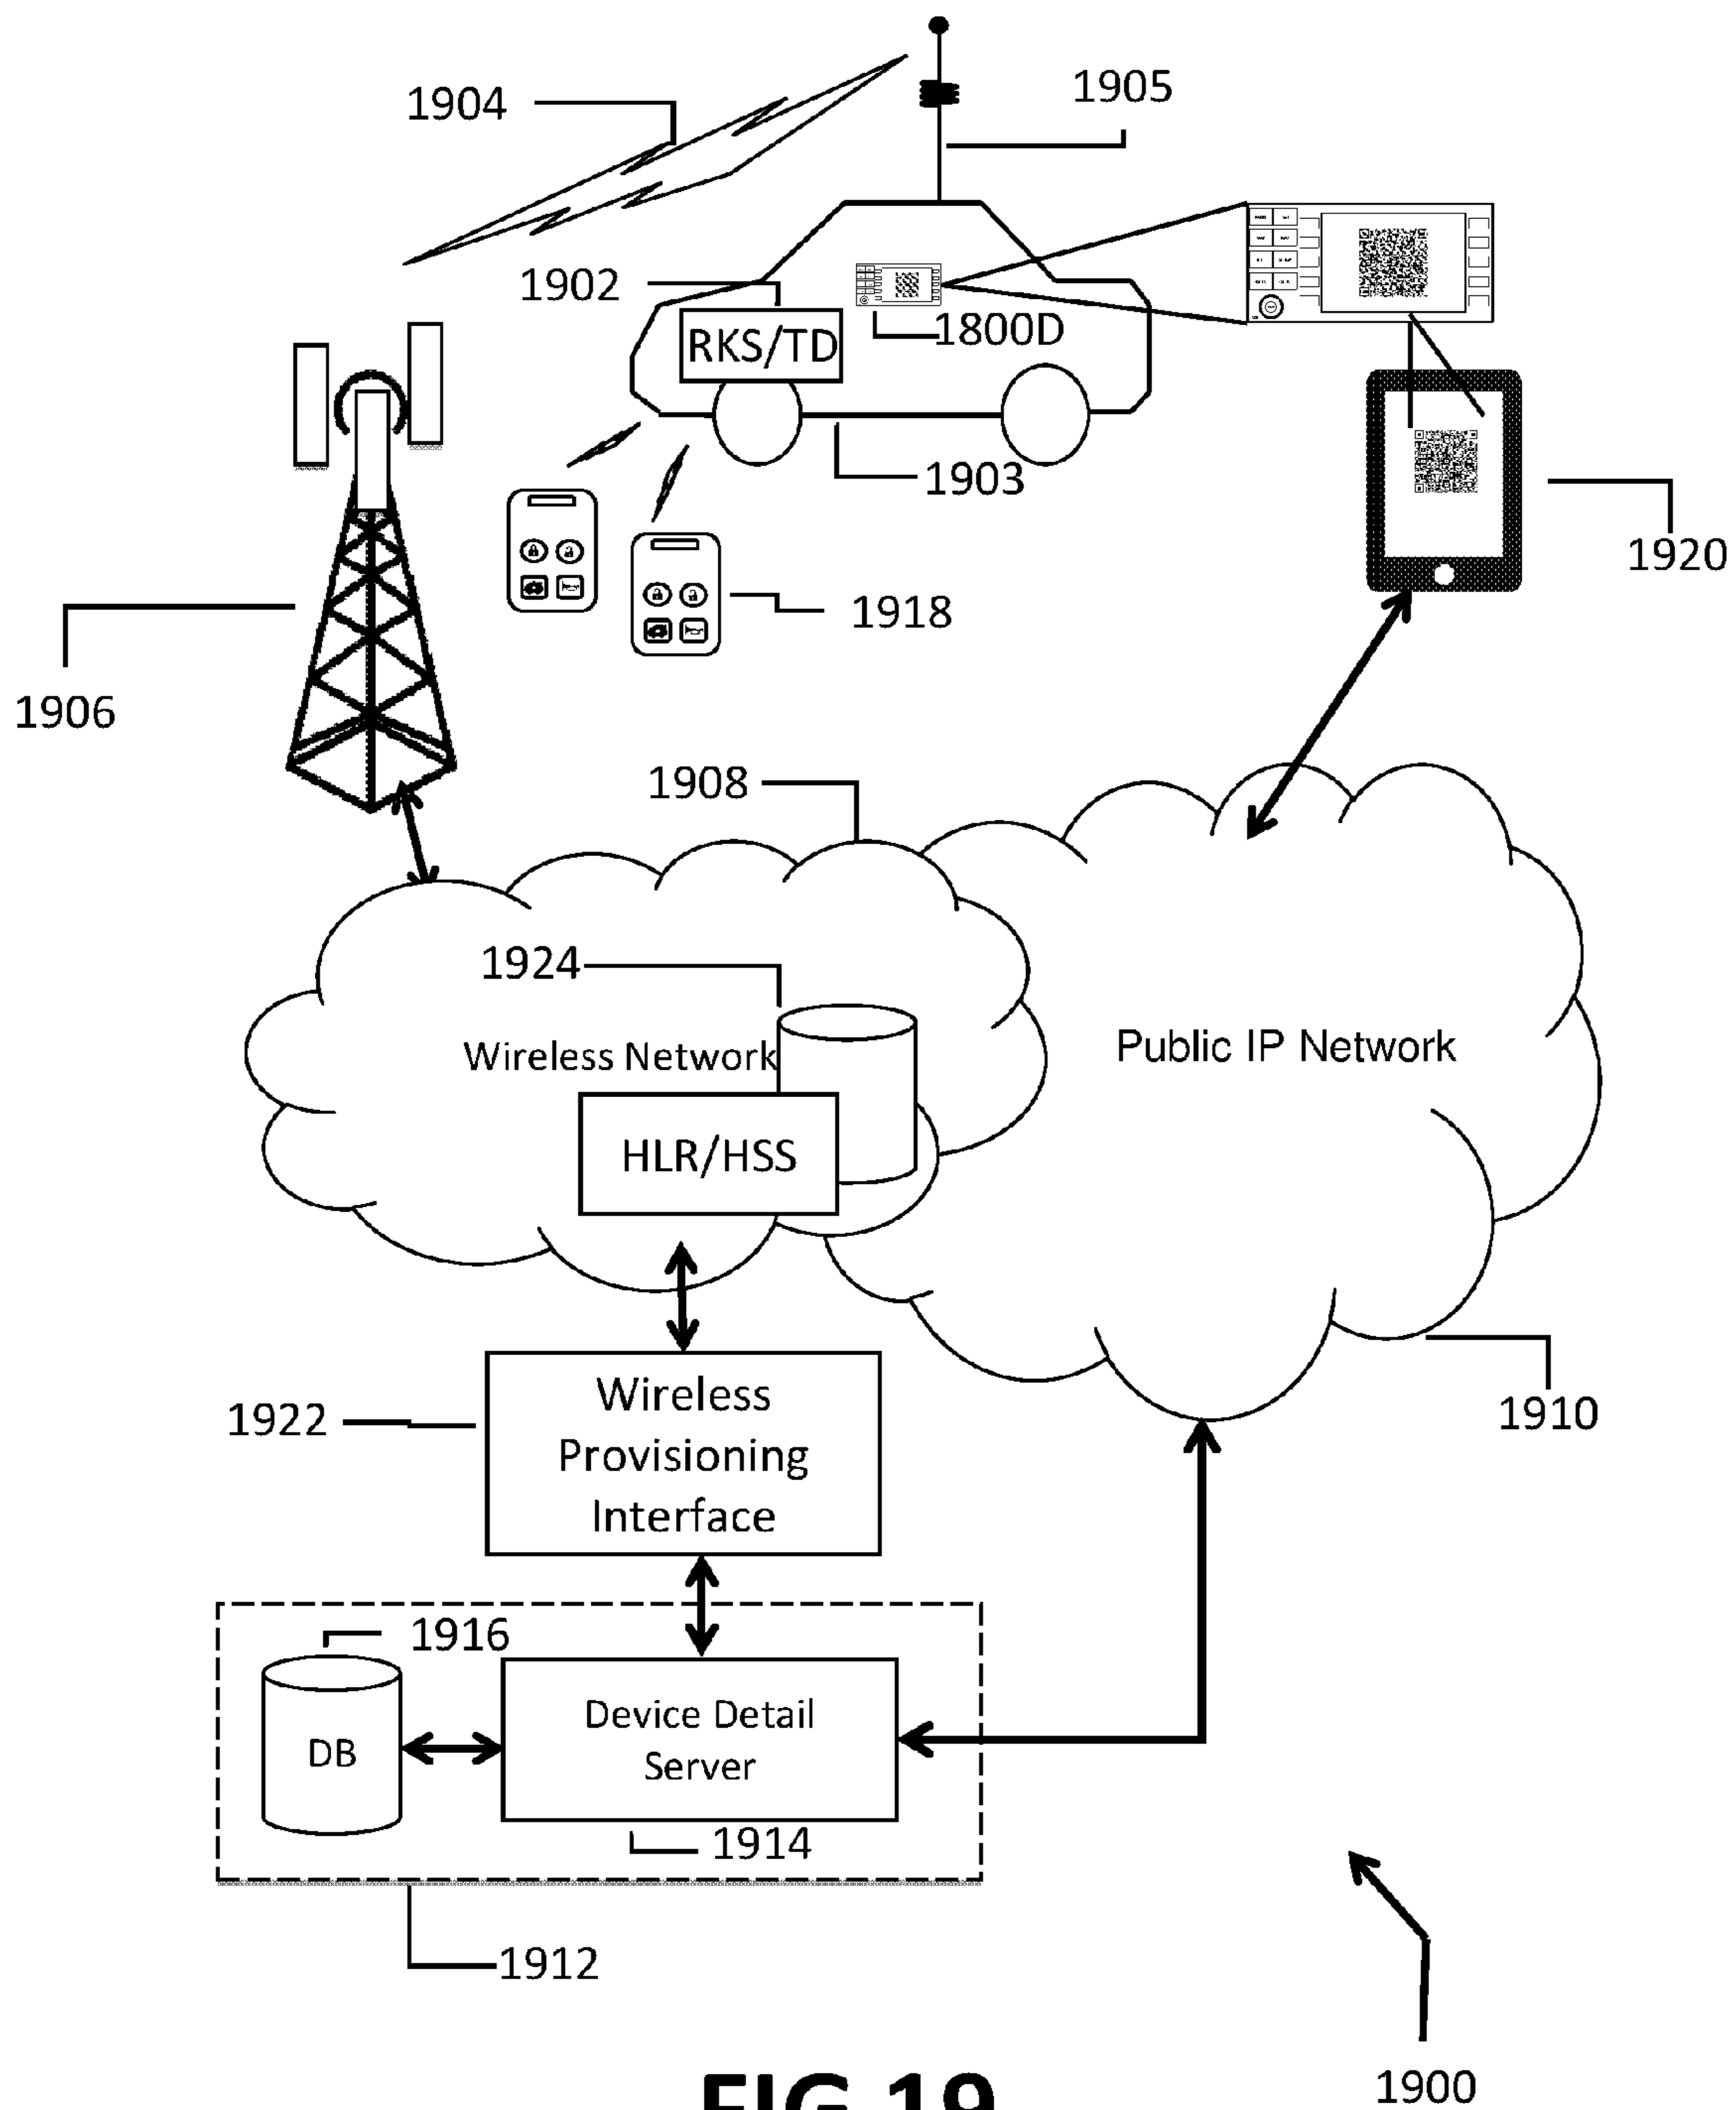 1904
1905
1902
1800D
RKS/TD
1903
1920
1918
1906
1908
1924
Wireless Network
Public IP Network
HLR/HSS
1922
Wireless
Provisioning
Interface
1910
1916
DB
Device Detail
Server
1914
1912
1900
FIG 19